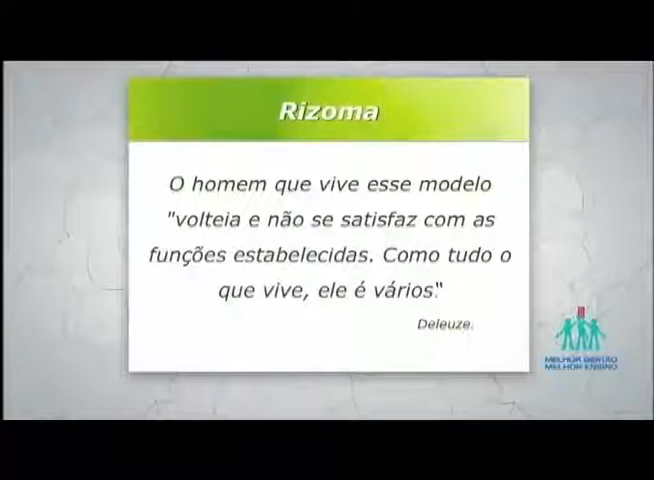 Rizoma
O homem que vive esse modelo
"volteia e não se satisfaz com as
funções estabelecidas. Como tudo o
que vive, ele é vários."
Deleuze.
MELHOR GESTÃO
MELHOR ENSINO